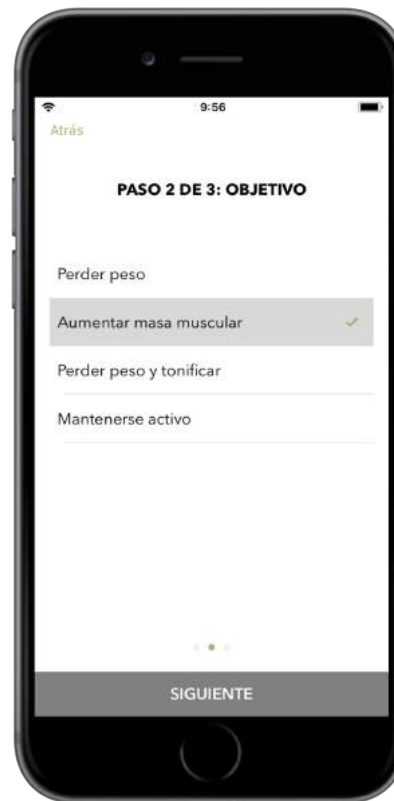 9:56
Atrás
PASO 2 DE 3: OBJETIVO
Perder peso
Aumentar masa muscular
Perder peso y tonificar
Mantenerse activo
SIGUIENTE